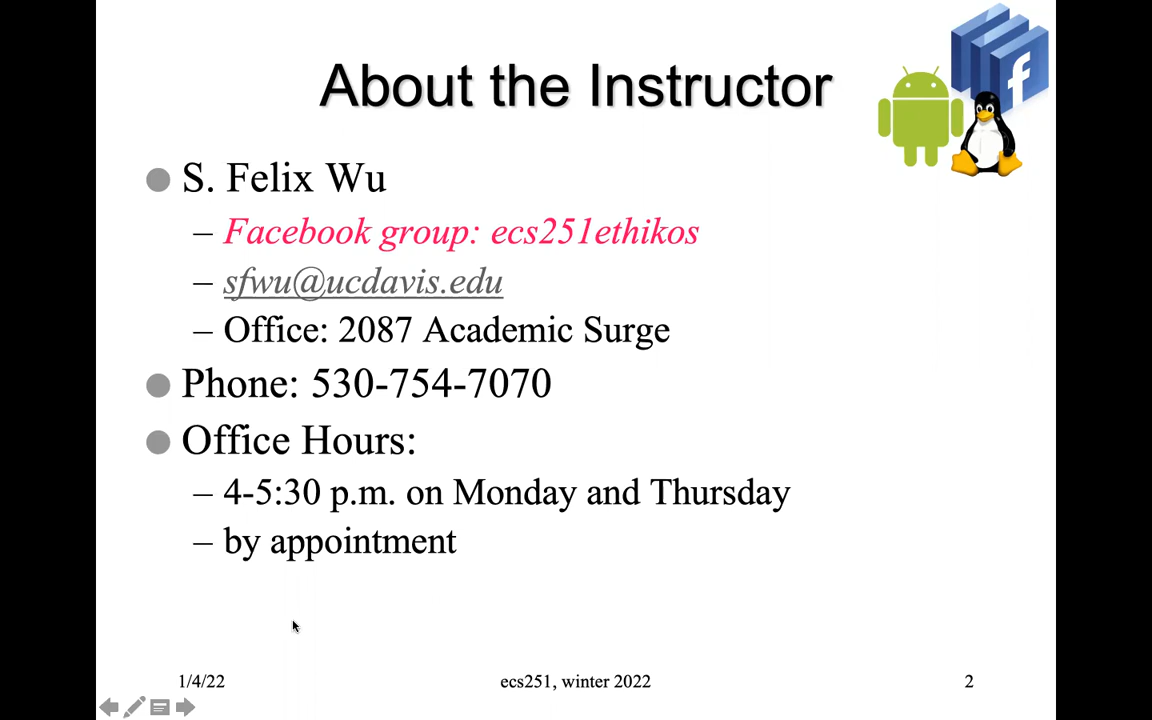 About the Instructor
S. Felix Wu
– Facebook group: ecs251ethikos
– sfwu@ucdavis.edu
– Office: 2087 Academic Surge
Phone: 530-754-7070
Office Hours:
– 4-5:30 p.m. on Monday and Thursday
– by appointment
1/4/22
ecs251, winter 2022
2